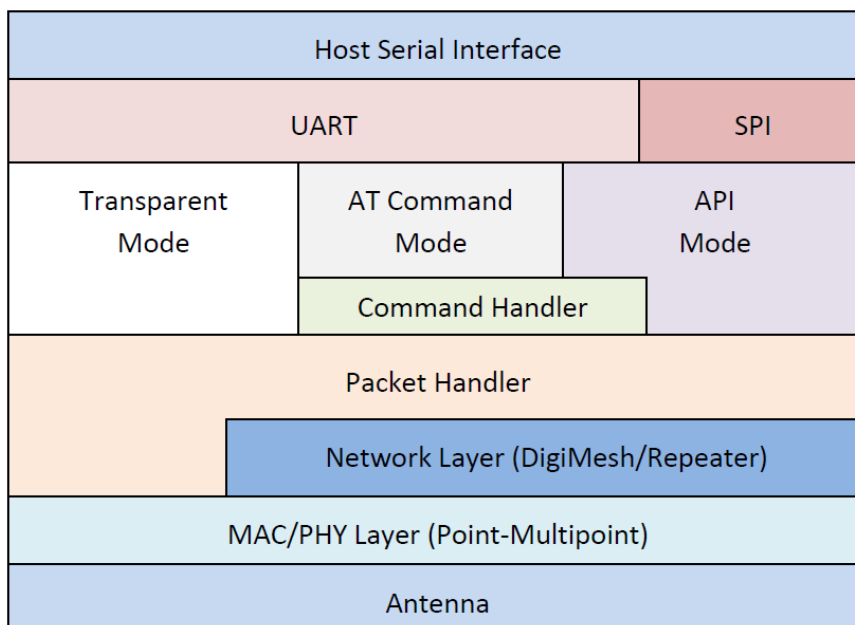 Host Serial Interface
UART
SPI
Transparent
Mode
AT Command
Mode
API
Mode
Command Handler
Packet Handler
Network Layer (DigiMesh/Repeater)
MAC/PHY Layer (Point-Multipoint)
Antenna